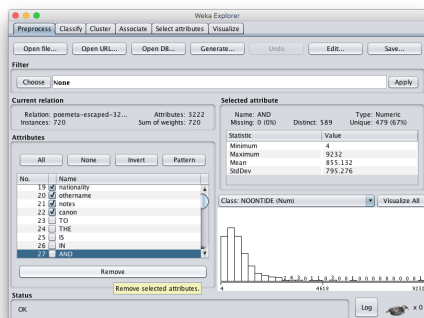 Weka Explorer
Preprocess Classify Cluster Associate Select attributes Visualize
Open file... Open URL... Open DB... Generate... Undo Edit... Save...
Filter
Choose None Apply
Current relation
Relation: poemeta-escaped-32... Attributes: 3222
Instances: 720 Sum of weights: 720
Attributes
All None Invert Pattern
No. Name
19 nationality
20 othername
21 notes
22 canon
23 TO
24 THE
25 IS
26 IN
27 AND
Remove
Remove selected attributes.
Selected attribute
Name: AND Type: Numeric
Missing: 0 (0%) Distinct: 589 Unique: 479 (67%)
Statistic Value
Minimum 4
Maximum 9232
Mean 855.132
StdDev 795.276
Class: NOONTIDE (Num) Visualize All
4 4618 9232
Status
OK
Log x 0